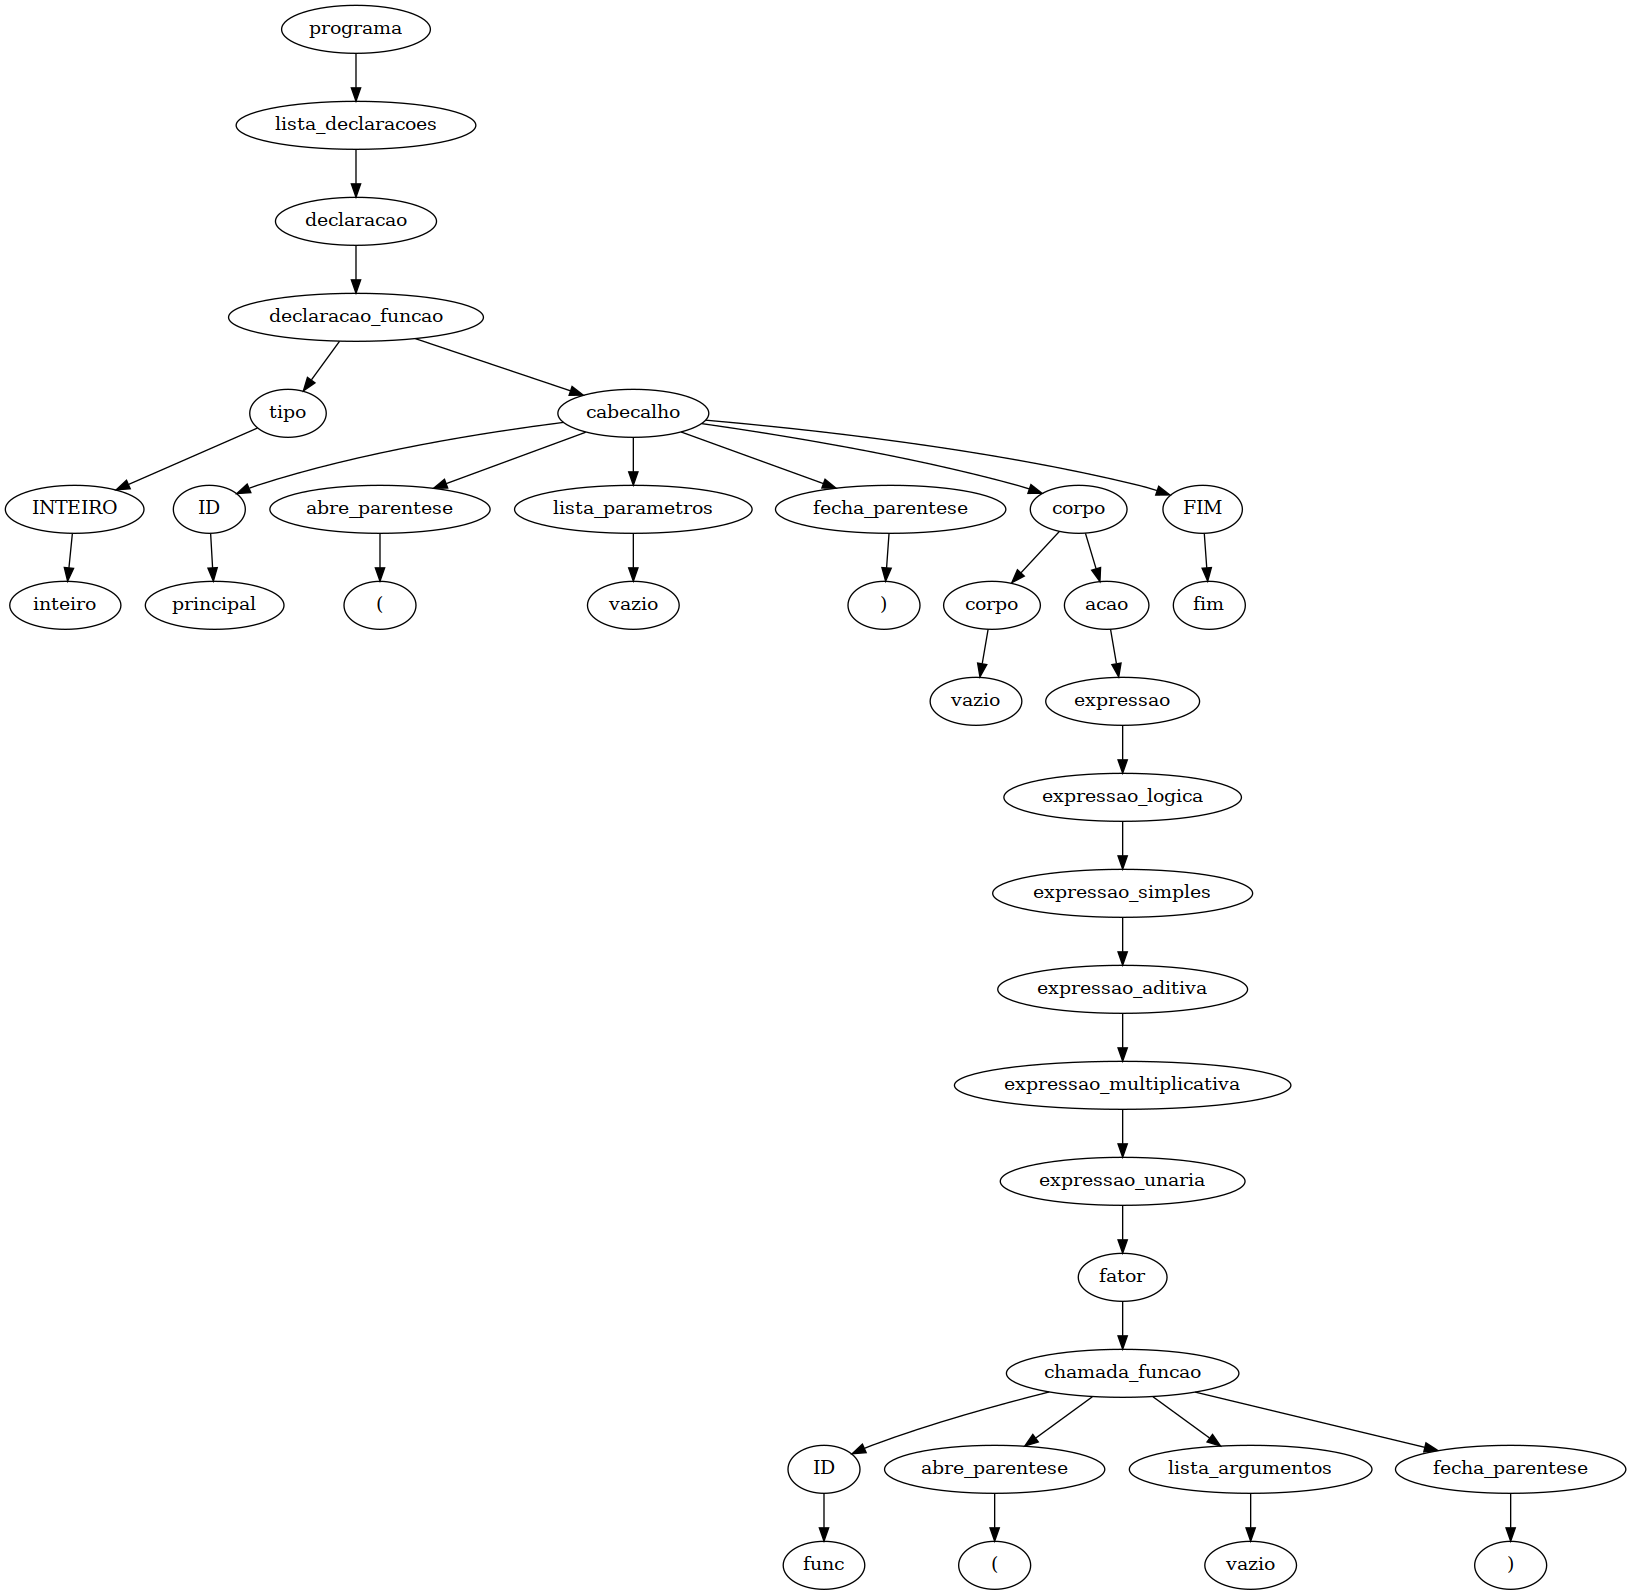 programa
lista_declaracoes
declaracao
declaracao_funcao
tipo
cabecalho
INTEIRO
ID
abre_parentese
lista_parametros
fecha_parentese
corpo
FIM
inteiro
principal
(
vazio
)
corpo
acao
fim
vazio
expressao
expressao_logica
expressao_simples
expressao_aditiva
expressao_multiplicativa
expressao_unaria
fator
chamada_funcao
ID
abre_parentese
lista_argumentos
fecha_parentese
func
(
vazio
)